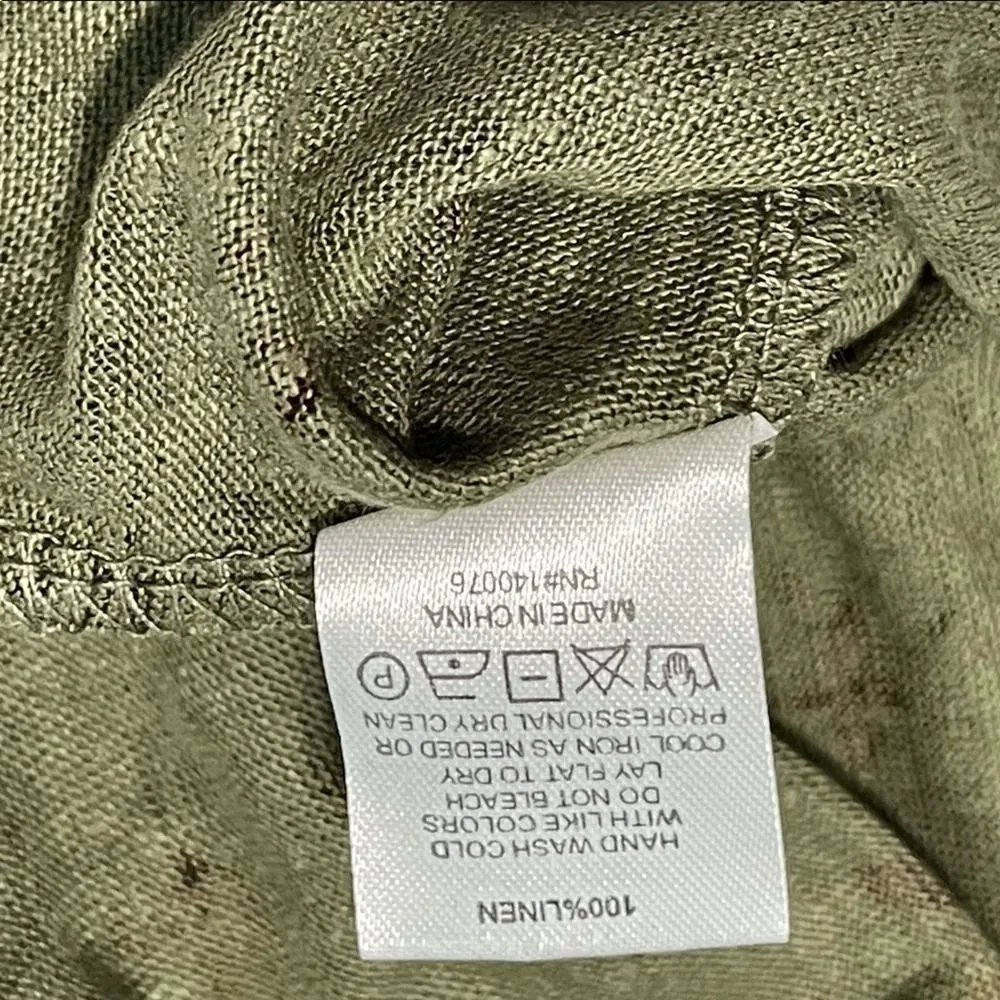 100%LINEN
HAND WASH COLD
WITH LIKE COLORS
DO NOT BLEACH
LAY FLAT TO DRY
COOL IRON AS NEEDED OR
PROFESSIONAL DRY CLEAN
P
MADE IN CHINA
RN#140076